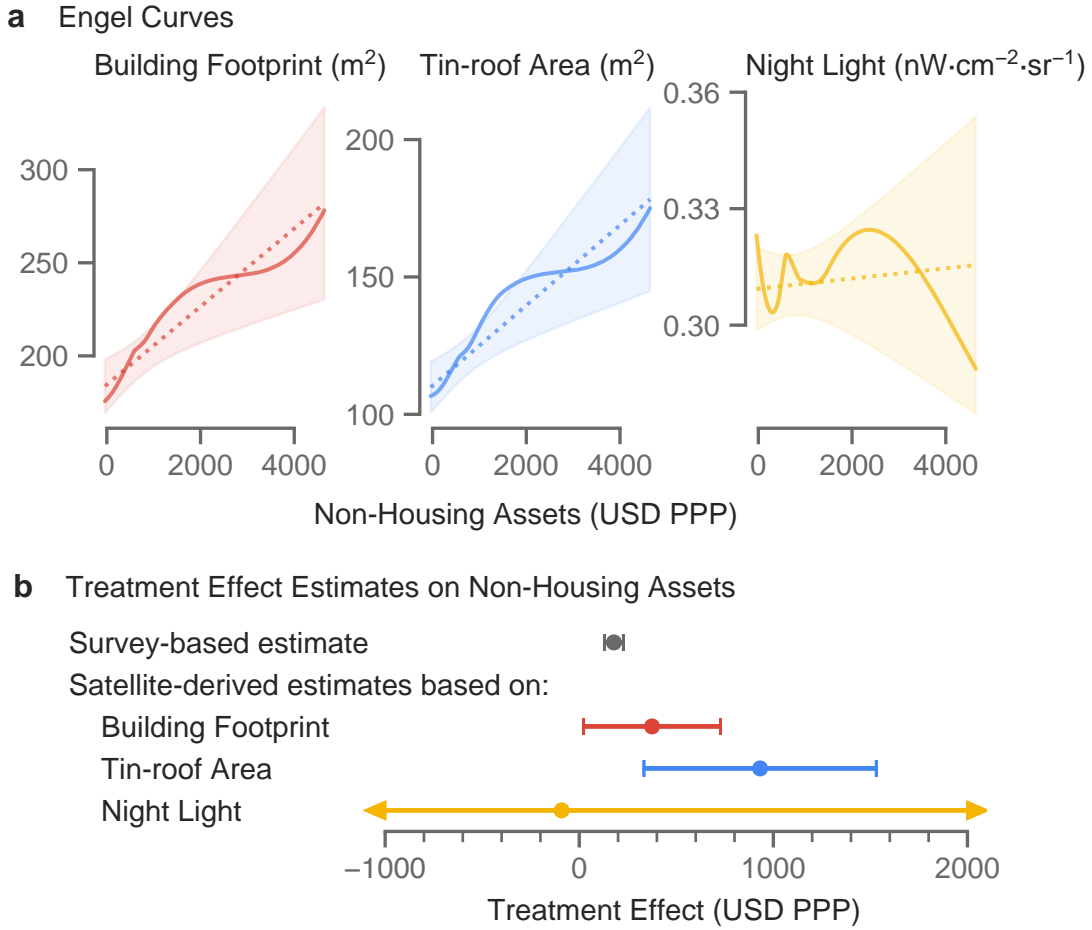 a Engel Curves
Building Footprint (m²) Tin-roof Area (m²) Night Light (nW·cm⁻²·sr⁻¹)
300
250
200
0 2000 4000
200
150
100
0 2000 4000
0.36
0.33
0.30
0 2000 4000
Non-Housing Assets (USD PPP)
b Treatment Effect Estimates on Non-Housing Assets
Survey-based estimate
Satellite-derived estimates based on:
Building Footprint
Tin-roof Area
Night Light
−1000 0 1000 2000
Treatment Effect (USD PPP)